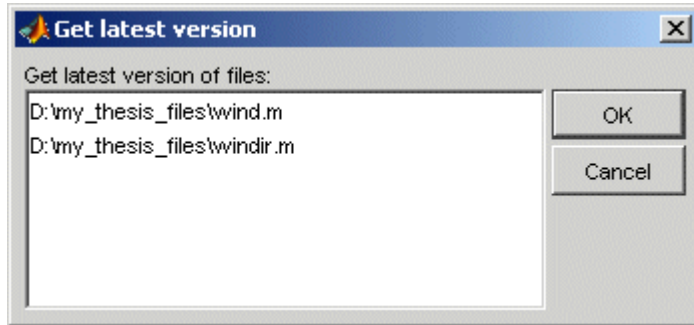 Get latest version
Get latest version of files:
D:\my_thesis_files\wind.m
D:\my_thesis_files\windir.m
OK
Cancel